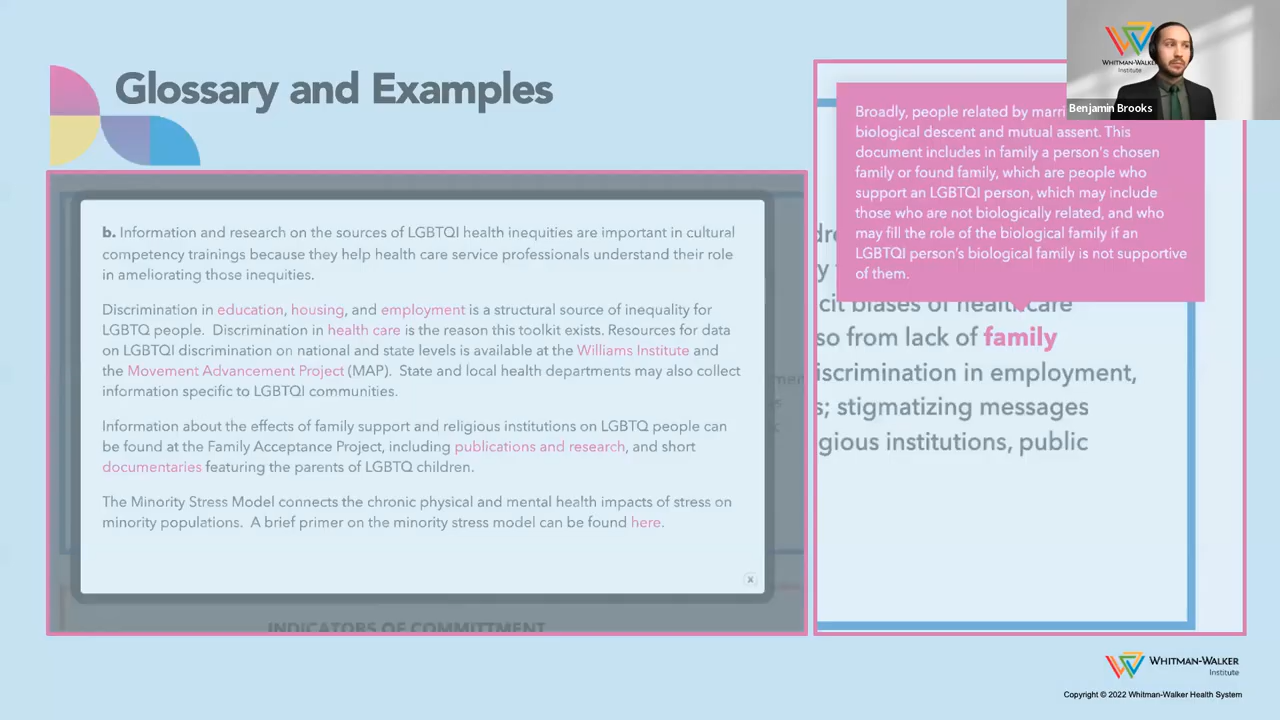 Glossary and Examples
b. Information and research on the sources of LGBTQI health inequities are important in cultural
competency trainings because they help health care service professionals understand their role
in ameliorating those inequities.
Discrimination in education, housing, and employment is a structural source of inequality for
LGBTQ people.  Discrimination in health care is the reason this toolkit exists. Resources for data
on LGBTQI discrimination on national and state levels is available at the Williams Institute and
the Movement Advancement Project (MAP).  State and local health departments may also collect
information specific to LGBTQI communities.
Information about the effects of family support and religious institutions on LGBTQ people can
be found at the Family Acceptance Project, including publications and research, and short
documentaries featuring the parents of LGBTQ children.
The Minority Stress Model connects the chronic physical and mental health impacts of stress on
minority populations.  A brief primer on the minority stress model can be found here.
x
INDICATORS OF COMMITTMENT
Broadly, people related by
biological descent and mutual assent. This
document includes in family a person's chosen
family or found family, which are people who
support an LGBTQI person, which may include
those who are not biologically related, and who
may fill the role of the biological family if an
LGBTQI person's biological family is not supportive
of them.
biases of healthcare
so from lack of family
discrimination in employment,
; stigmatizing messages
institutions, public
WHITMAN-WALKER
Institute
Benjamin Brooks
WHITMAN-WALKER
Institute
Copyright © 2022 Whitman-Walker Health System